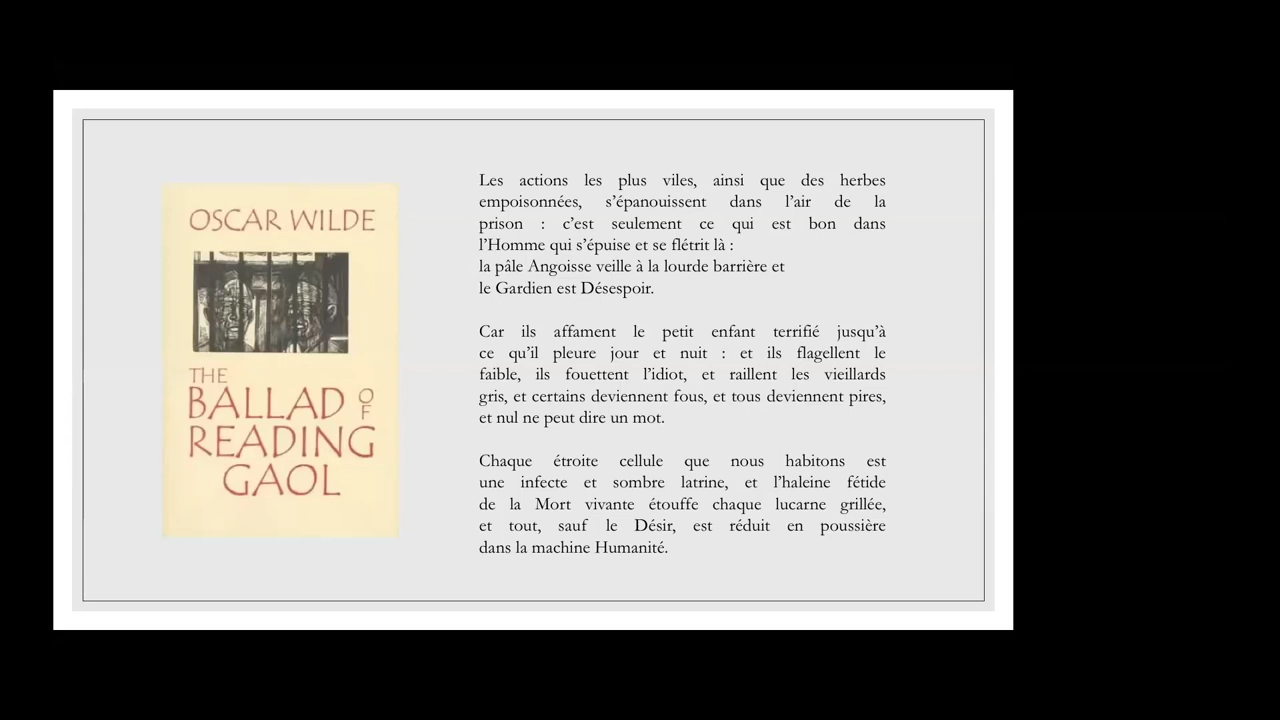 OSCAR WILDE
THE
BALLAD OF
READING
GAOL
Les actions les plus viles, ainsi que des herbes
empoisonnées, s’épanouissent dans l’air de la
prison : c’est seulement ce qui est bon dans
l’Homme qui s’épuise et se flétrit là :
la pâle Angoisse veille à la lourde barrière et
le Gardien est Désespoir.
Car ils affament le petit enfant terrifié jusqu’à
ce qu’il pleure jour et nuit : et ils flagellent le
faible, ils fouettent l’idiot, et raillent les vieillards
gris, et certains deviennent fous, et tous deviennent pires,
et nul ne peut dire un mot.
Chaque étroite cellule que nous habitons est
une infecte et sombre latrine, et l’haleine fétide
de la Mort vivante étouffe chaque lucarne grillée,
et tout, sauf le Désir, est réduit en poussière
dans la machine Humanité.